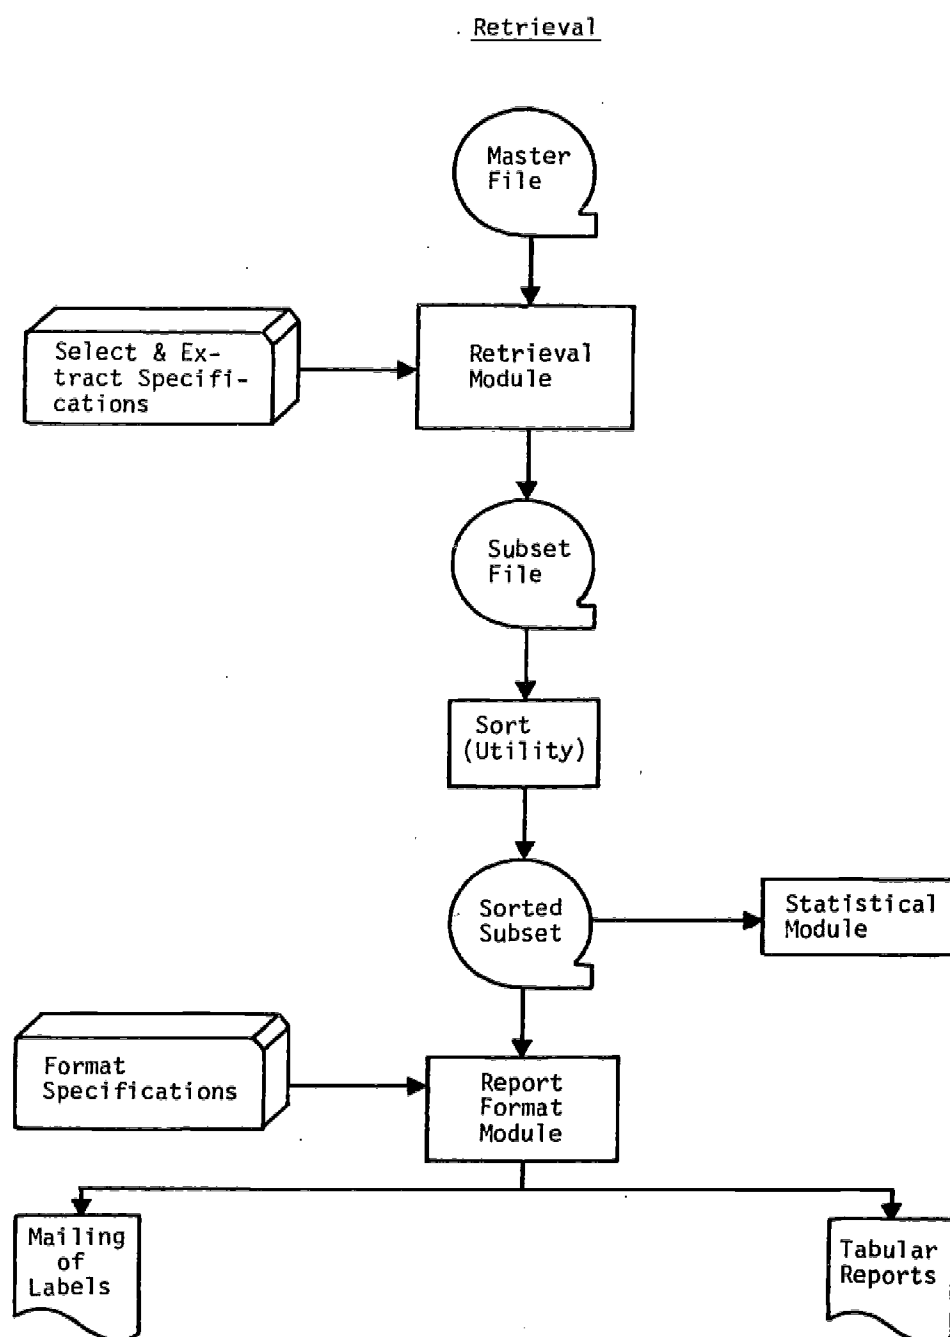 Retrieval
Master
File
Select & Ex-
tract Specifi-
cations
Retrieval
Module
Subset
File
Sort
(Utility)
Sorted
Subset
Statistical
Module
Format
Specifications
Report
Format
Module
Mailing
of
Labels
Tabular
Reports